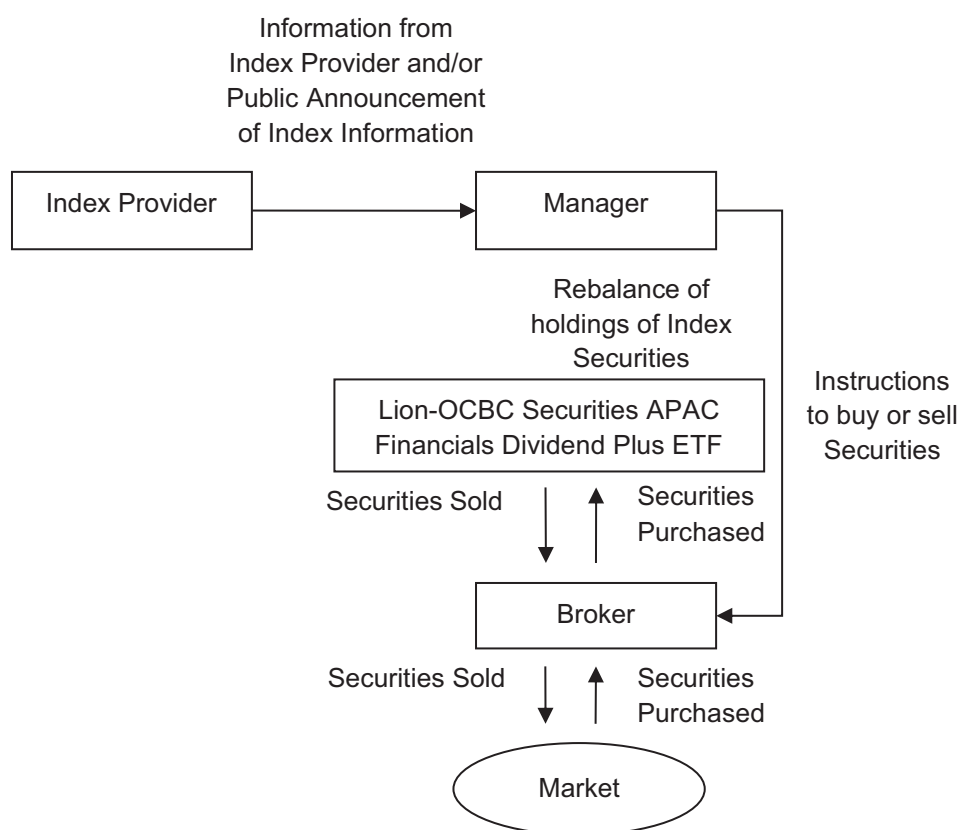 Information from
Index Provider and/or
Public Announcement
of Index Information
Index Provider
Manager
Rebalance of
holdings of Index
Securities
Instructions
to buy or sell
Securities
Lion-OCBC Securities APAC
Financials Dividend Plus ETF
Securities Sold
Securities
Purchased
Broker
Securities Sold
Securities
Purchased
Market